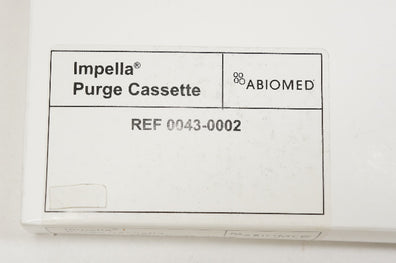 Impella®
Purge Cassette
ABIOMED
REF 0043-0002